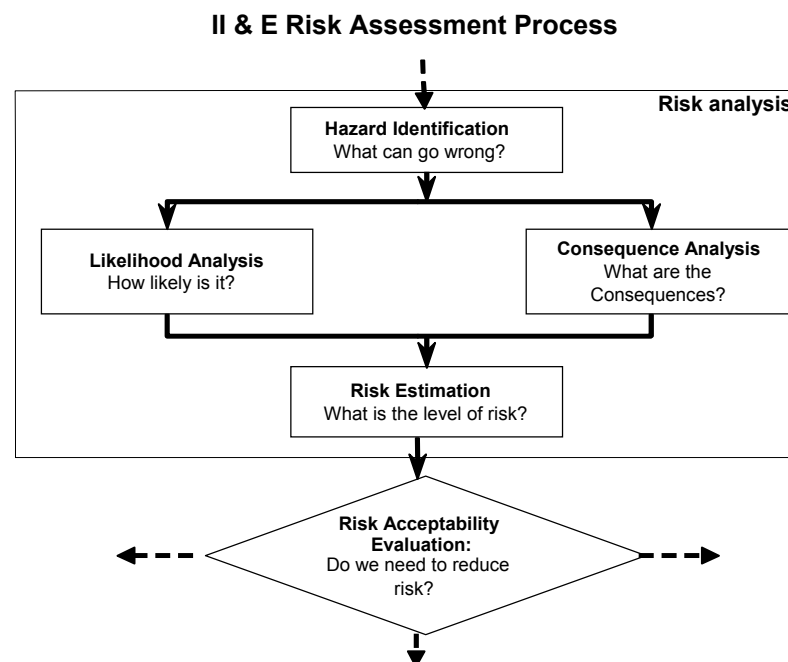 II & E Risk Assessment Process
Risk analysis
Hazard Identification
What can go wrong?
Likelihood Analysis
How likely is it?
Consequence Analysis
What are the
Consequences?
Risk Estimation
What is the level of risk?
Risk Acceptability
Evaluation:
Do we need to reduce
risk?